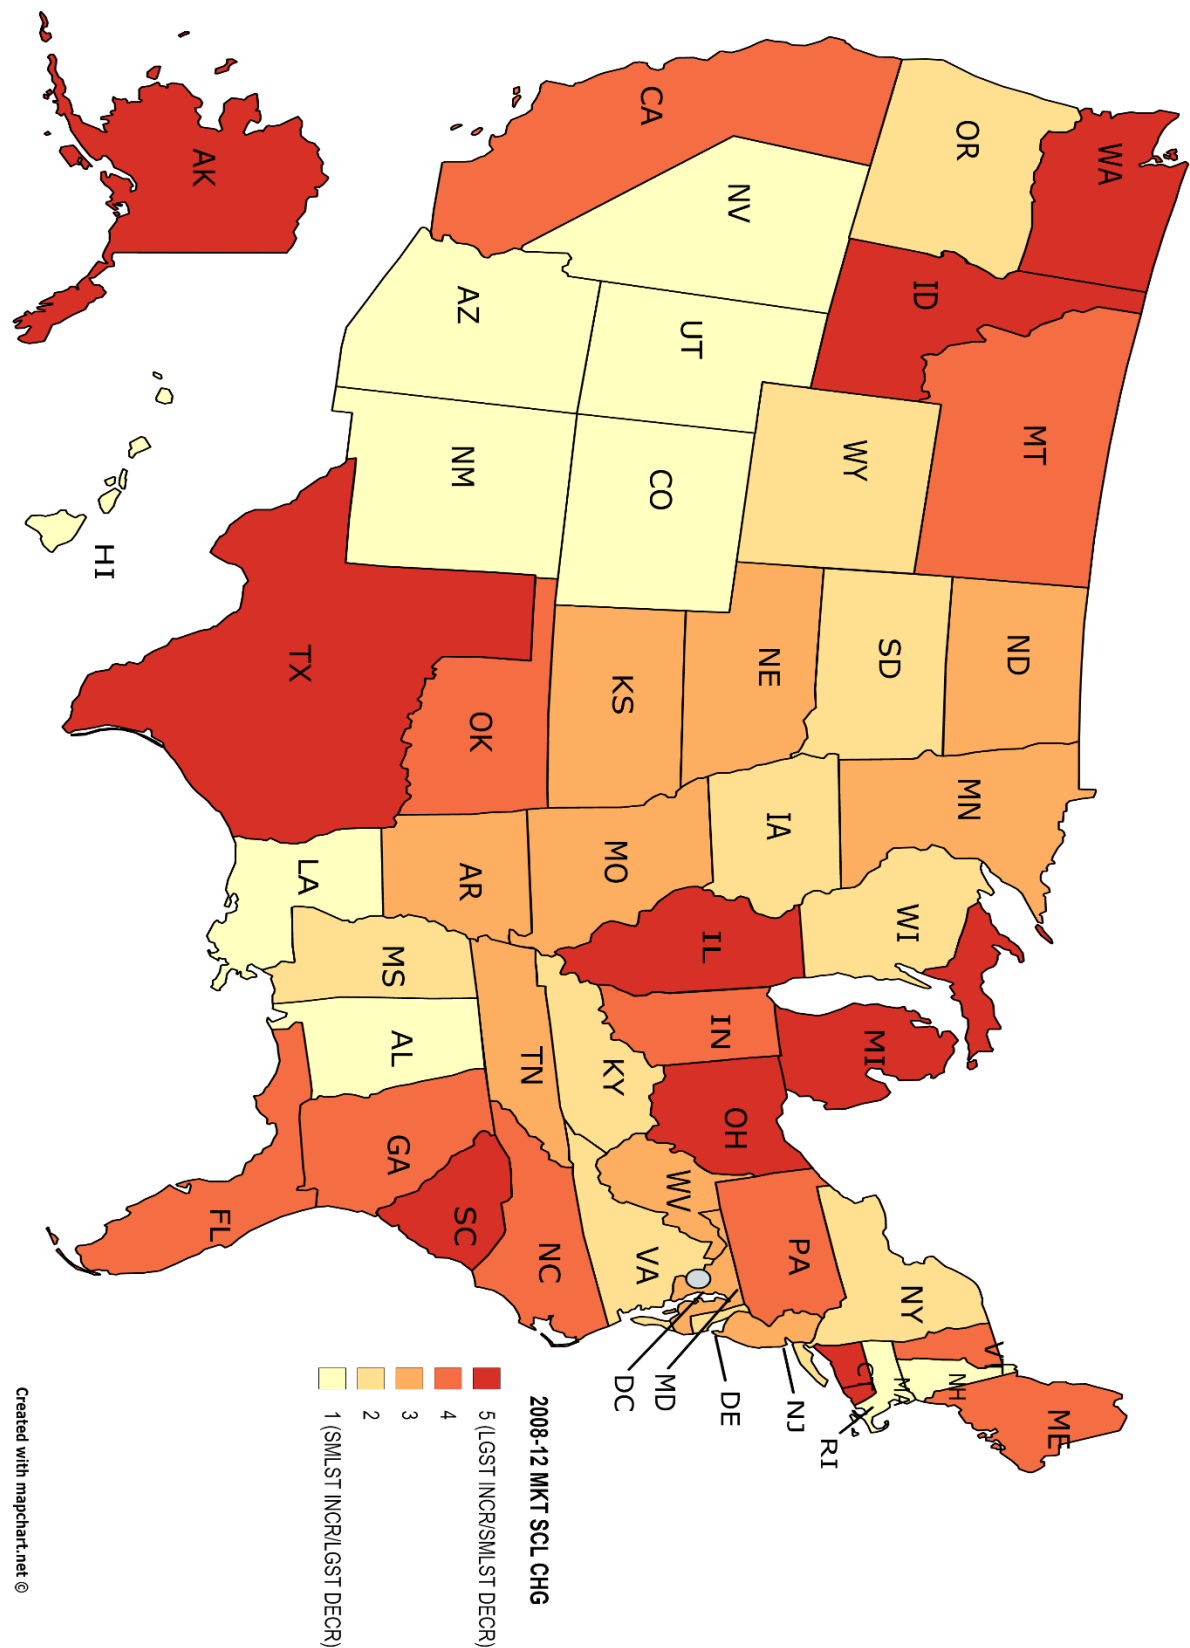 WA
OR
CA
NV
ID
MT
WY
UT
AZ
CO
NM
ND
SD
NE
KS
OK
TX
MN
IA
MO
AR
LA
WI
IL
MS
MI
IN
KY
TN
AL
OH
WV
VA
NC
SC
GA
FL
PA
NY
VT
NH
ME
MA
CT
RI
NJ
DE
MD
DC
AK
HI
2008-12 MKT SCL CHG
5 (LGST INCR/SMLST DECR)
4
3
2
1 (SMLST INCR/LGST DECR)
Created with mapchart.net ©